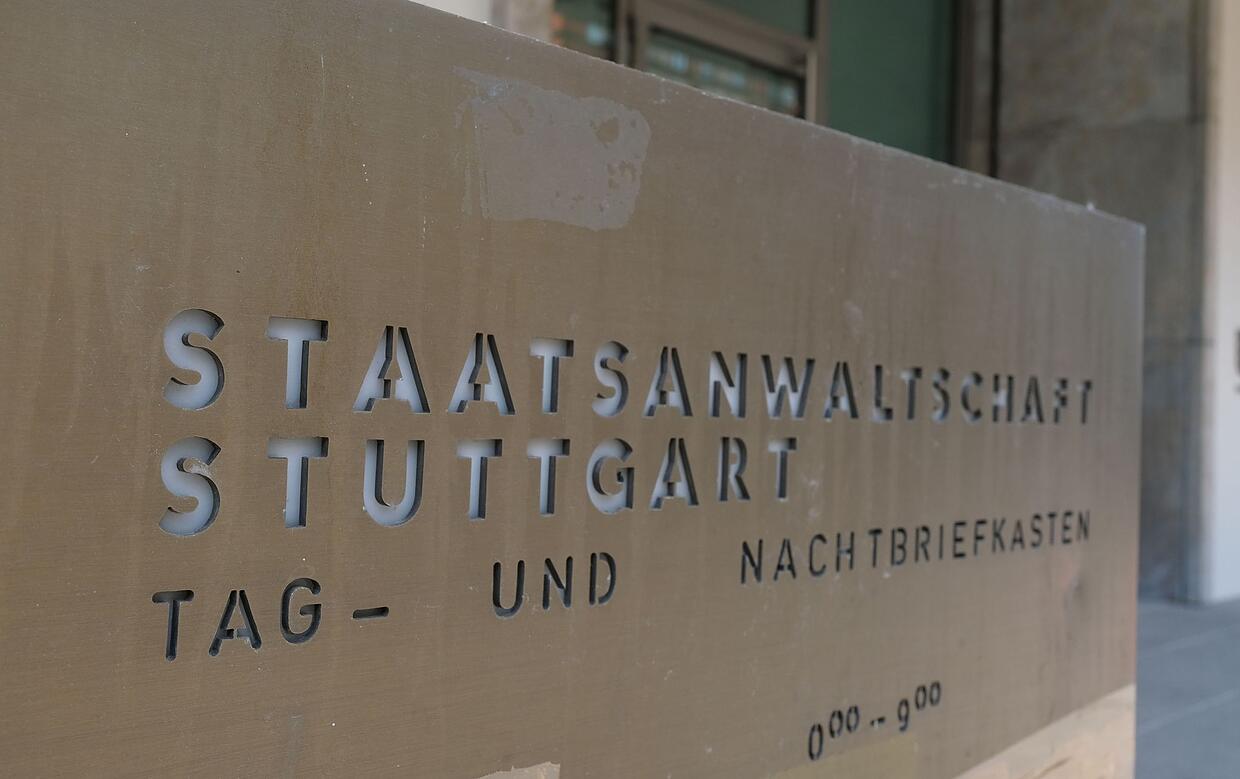 STAATSANWALTSCHAFT
STUTTGART
TAG- UND NACHTBRIEFKASTEN
0⁰⁰ - 9⁰⁰